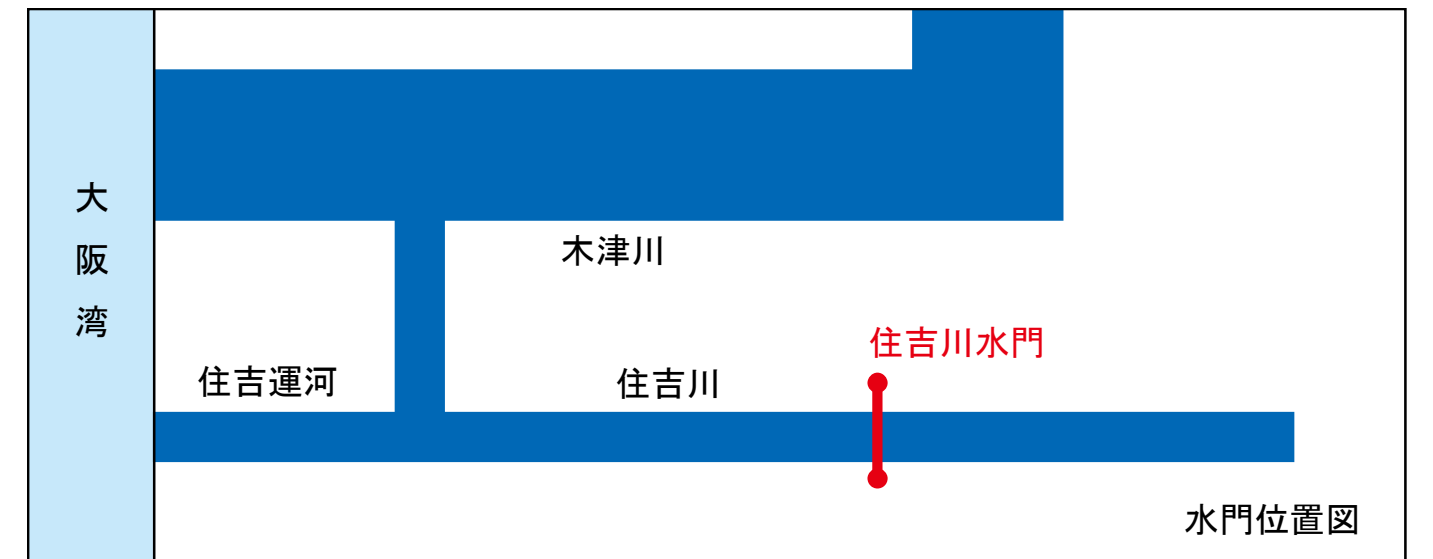 大阪湾
木津川
住吉川水門
住吉運河
住吉川
水門位置図